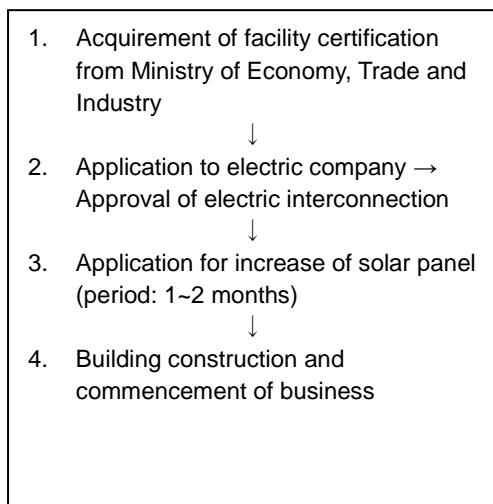 1. Acquirement of facility certification
from Ministry of Economy, Trade and
Industry
↓
2. Application to electric company →
Approval of electric interconnection
↓
3. Application for increase of solar panel
(period: 1~2 months)
↓
4. Building construction and
commencement of business